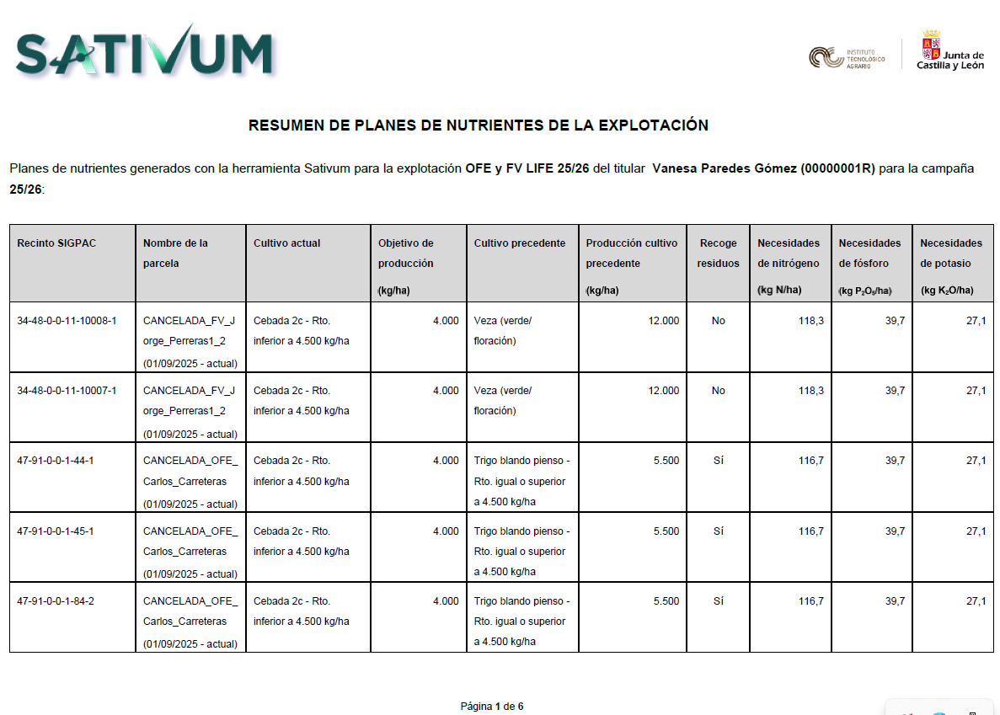 SATIVUM
INSTITUTO
TECNOLÓGICO
AGRARIO
Junta de
Castilla y León
RESUMEN DE PLANES DE NUTRIENTES DE LA EXPLOTACIÓN
Planes de nutrientes generados con la herramienta Sativum para la explotación OFE y FV LIFE 25/26 del titular Vanesa Paredes Gómez (00000001R) para la campaña
25/26:
Recinto SIGPAC
Nombre de la
parcela
Cultivo actual
Objetivo de
producción
(kg/ha)
Cultivo precedente
Producción cultivo
precedente
(kg/ha)
Recoge
residuos
Necesidades
de nitrógeno
(kg N/ha)
Necesidades
de fósforo
(kg P₂O₅/ha)
Necesidades
de potasio
(kg K₂O/ha)
34-48-0-0-11-10008-1
CANCELADA_FV_J
orge_Perreras1_2
(01/09/2025 - actual)
Cebada 2c - Rto.
inferior a 4.500 kg/ha
4.000
Veza (verde/
floración)
12.000
No
118,3
39,7
27,1
34-48-0-0-11-10007-1
CANCELADA_FV_J
orge_Perreras1_2
(01/09/2025 - actual)
Cebada 2c - Rto.
inferior a 4.500 kg/ha
4.000
Veza (verde/
floración)
12.000
No
118,3
39,7
27,1
47-91-0-0-1-44-1
CANCELADA_OFE_
Carlos_Carreteras
(01/09/2025 - actual)
Cebada 2c - Rto.
inferior a 4.500 kg/ha
4.000
Trigo blando pienso -
Rto. igual o superior
a 4.500 kg/ha
5.500
Sí
116,7
39,7
27,1
47-91-0-0-1-45-1
CANCELADA_OFE_
Carlos_Carreteras
(01/09/2025 - actual)
Cebada 2c - Rto.
inferior a 4.500 kg/ha
4.000
Trigo blando pienso -
Rto. igual o superior
a 4.500 kg/ha
5.500
Sí
116,7
39,7
27,1
47-91-0-0-1-84-2
CANCELADA_OFE_
Carlos_Carreteras
(01/09/2025 - actual)
Cebada 2c - Rto.
inferior a 4.500 kg/ha
4.000
Trigo blando pienso -
Rto. igual o superior
a 4.500 kg/ha
5.500
Sí
116,7
39,7
27,1
Página 1 de 6